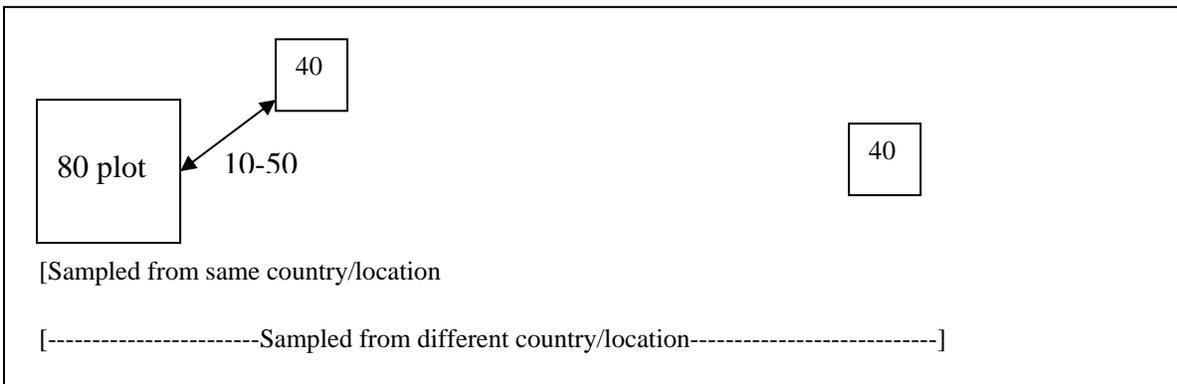 40
80 plot
10-50
40
[Sampled from same country/location
[-----------------------Sampled from different country/location---------------------------]